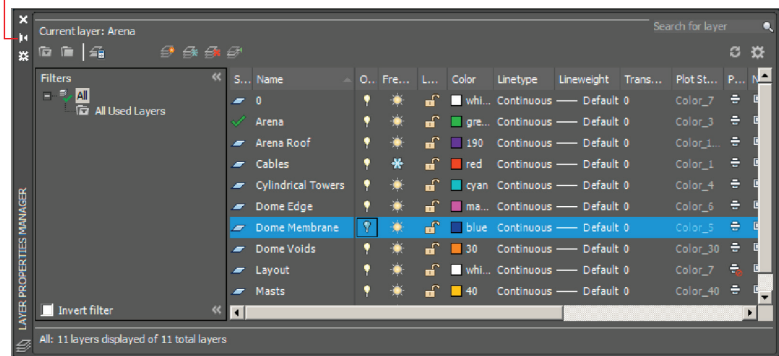 Current layer: Arena
Search for layer
Filters
All
All Used Layers
Invert filter
S... Name O.. Fre... L... Color Linetype Lineweight Trans... Plot St... P... N
0 whi... Continuous Default 0 Color_7
Arena gre... Continuous Default 0 Color_3
Arena Roof 190 Continuous Default 0 Color_1...
Cables red Continuous Default 0 Color_1
Cylindrical Towers cyan Continuous Default 0 Color_4
Dome Edge ma... Continuous Default 0 Color_6
Dome Membrane blue Continuous Default 0 Color_5
Dome Voids 30 Continuous Default 0 Color_30
Layout whi... Continuous Default 0 Color_7
Masts 40 Continuous Default 0 Color_40
LAYER PROPERTIES MANAGER
All: 11 layers displayed of 11 total layers